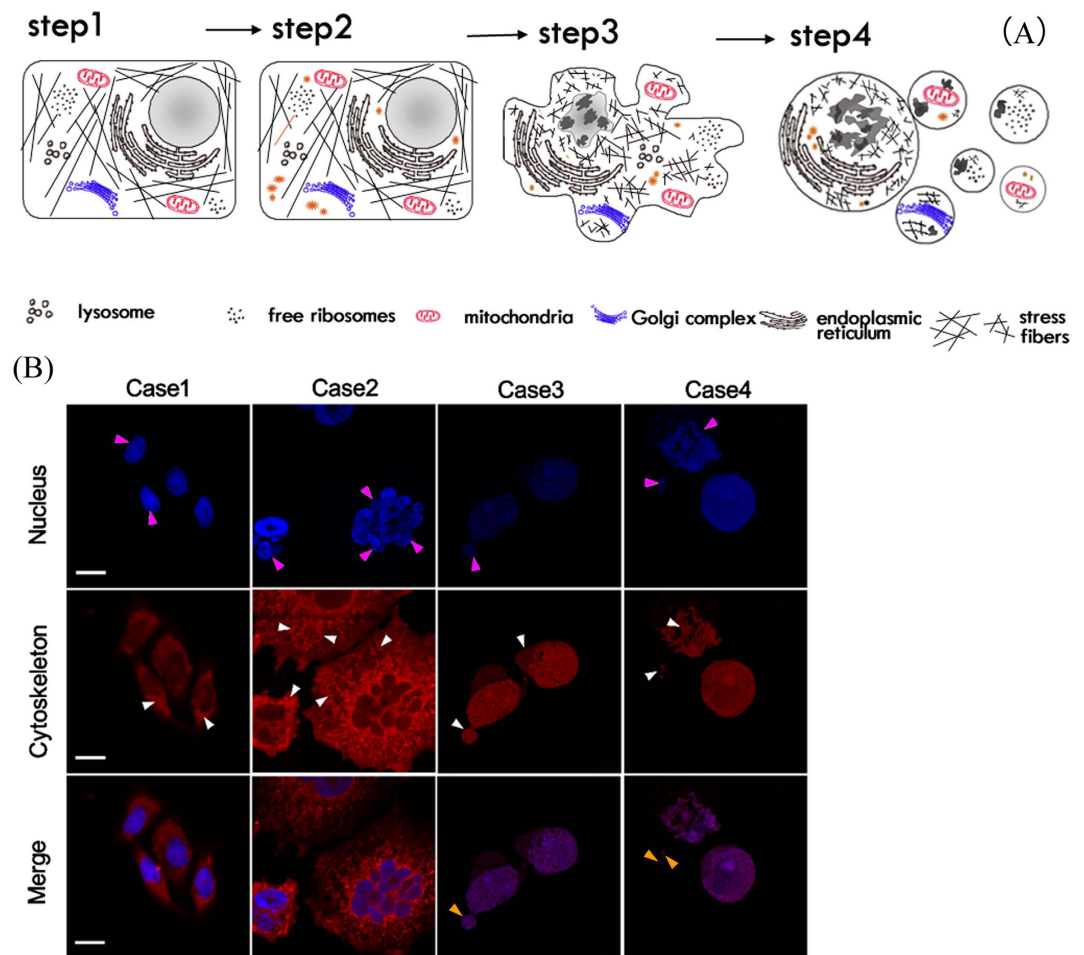 step1 step2 step3 step4 (A)
lysosome free ribosomes mitochondria Golgi complex endoplasmic reticulum stress fibers
(B)
Case1 Case2 Case3 Case4
Nucleus
Cytoskeleton
Merge